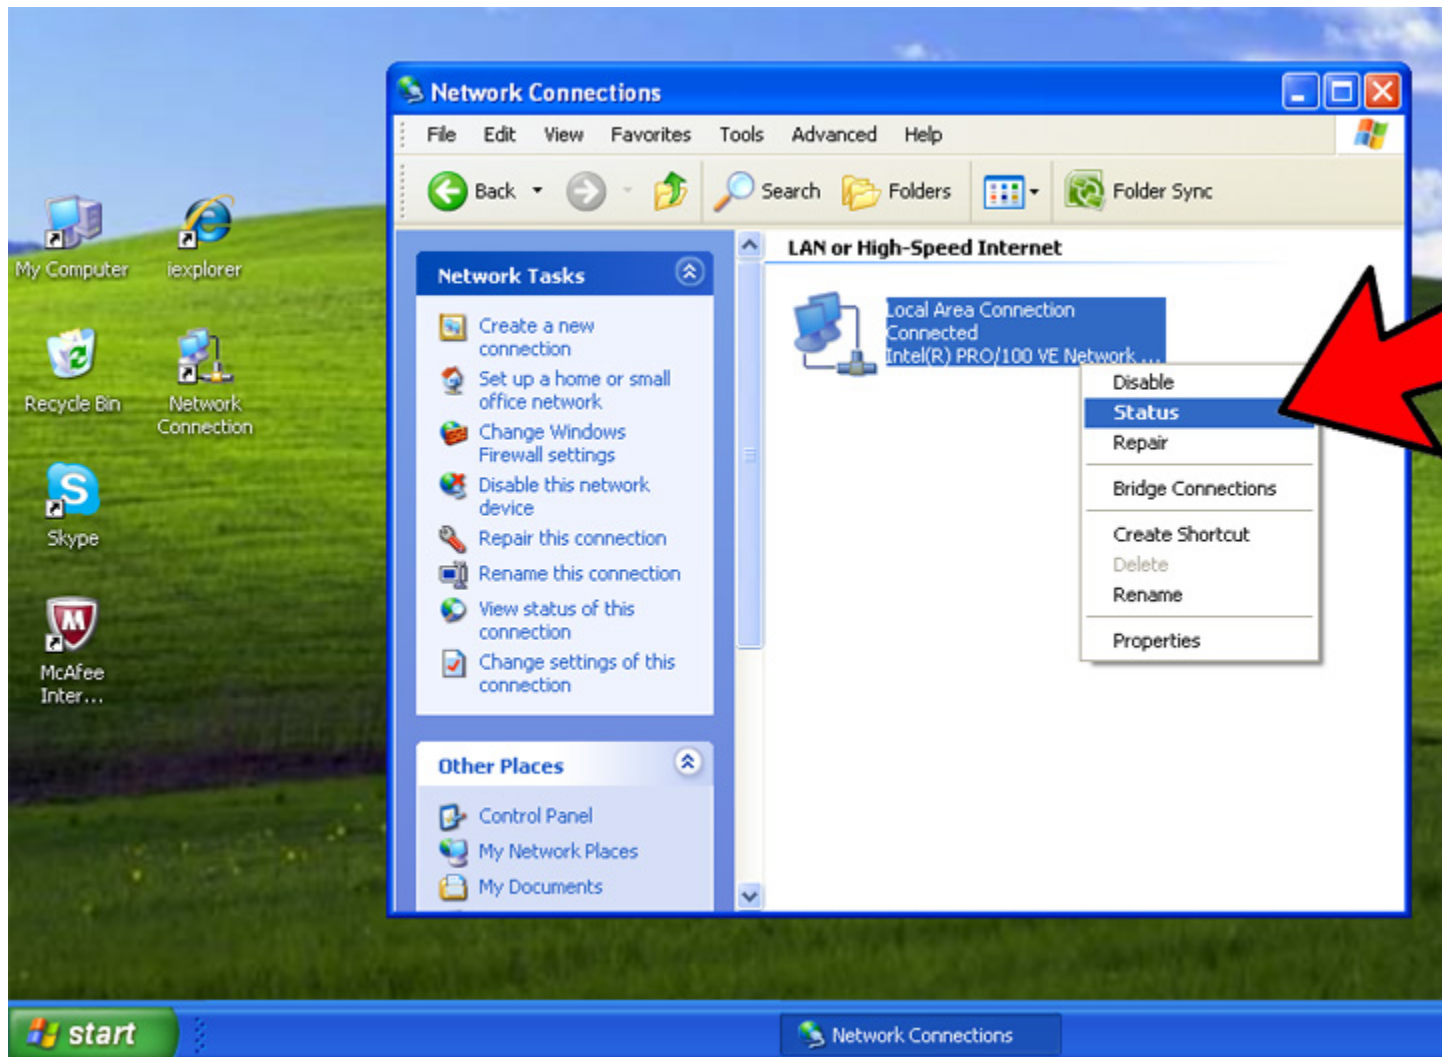 Network Connections
File Edit View Favorites Tools Advanced Help
Back Search Folders Folder Sync
My Computer
iexplorer
Recycle Bin
Network
Connection
Skype
McAfee
Inter...
Network Tasks
Create a new
connection
Set up a home or small
office network
Change Windows
Firewall settings
Disable this network
device
Repair this connection
Rename this connection
View status of this
connection
Change settings of this
connection
Other Places
Control Panel
My Network Places
My Documents
LAN or High-Speed Internet
Local Area Connection
Connected
Intel(R) PRO/100 VE Network ...
Disable
Status
Repair
Bridge Connections
Create Shortcut
Delete
Rename
Properties
start
Network Connections